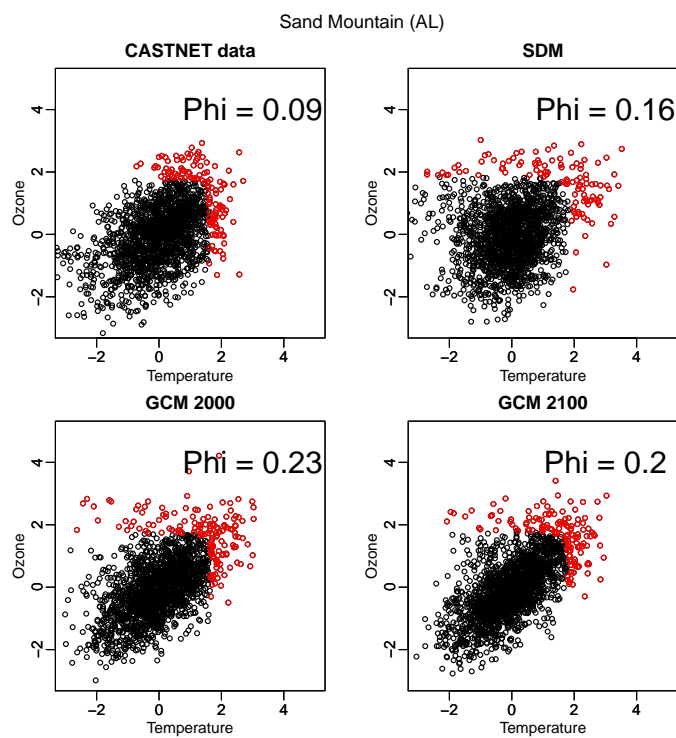 Sand Mountain (AL)
CASTNET data
Phi = 0.09
Ozone
4
2
0
−2
−2 0 2 4
Temperature
SDM
Phi = 0.16
Ozone
4
2
0
−2
−2 0 2 4
Temperature
GCM 2000
Phi = 0.23
Ozone
4
2
0
−2
−2 0 2 4
Temperature
GCM 2100
Phi = 0.2
Ozone
4
2
0
−2
−2 0 2 4
Temperature